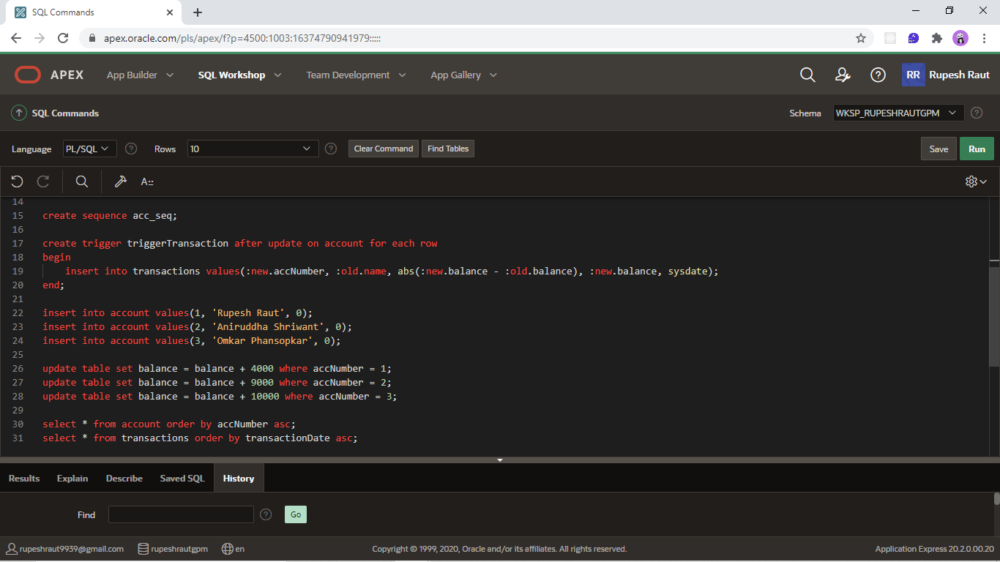 SQL Commands
apex.oracle.com/pls/apex/f?p=4500:1003:16374790941979:::::
APEX App Builder SQL Workshop Team Development App Gallery RR Rupesh Raut
SQL Commands Schema WKSP_RUPESHRAUTGPM
Language PL/SQL Rows 10 Clear Command Find Tables Save Run
A::
14
15 create sequence acc_seq;
16
17 create trigger triggerTransaction after update on account for each row
18 begin
19 insert into transactions values(:new.accNumber, :old.name, abs(:new.balance - :old.balance), :new.balance, sysdate);
20 end;
21
22 insert into account values(1, 'Rupesh Raut', 0);
23 insert into account values(2, 'Aniruddha Shriwant', 0);
24 insert into account values(3, 'Omkar Phansopkar', 0);
25
26 update table set balance = balance + 4000 where accNumber = 1;
27 update table set balance = balance + 9000 where accNumber = 2;
28 update table set balance = balance + 10000 where accNumber = 3;
29
30 select * from account order by accNumber asc;
31 select * from transactions order by transactionDate asc;
Results Explain Describe Saved SQL History
Find Go
rupeshraut9939@gmail.com rupeshrautgpm en Copyright © 1999, 2020, Oracle and/or its affiliates. All rights reserved. Application Express 20.2.0.00.20